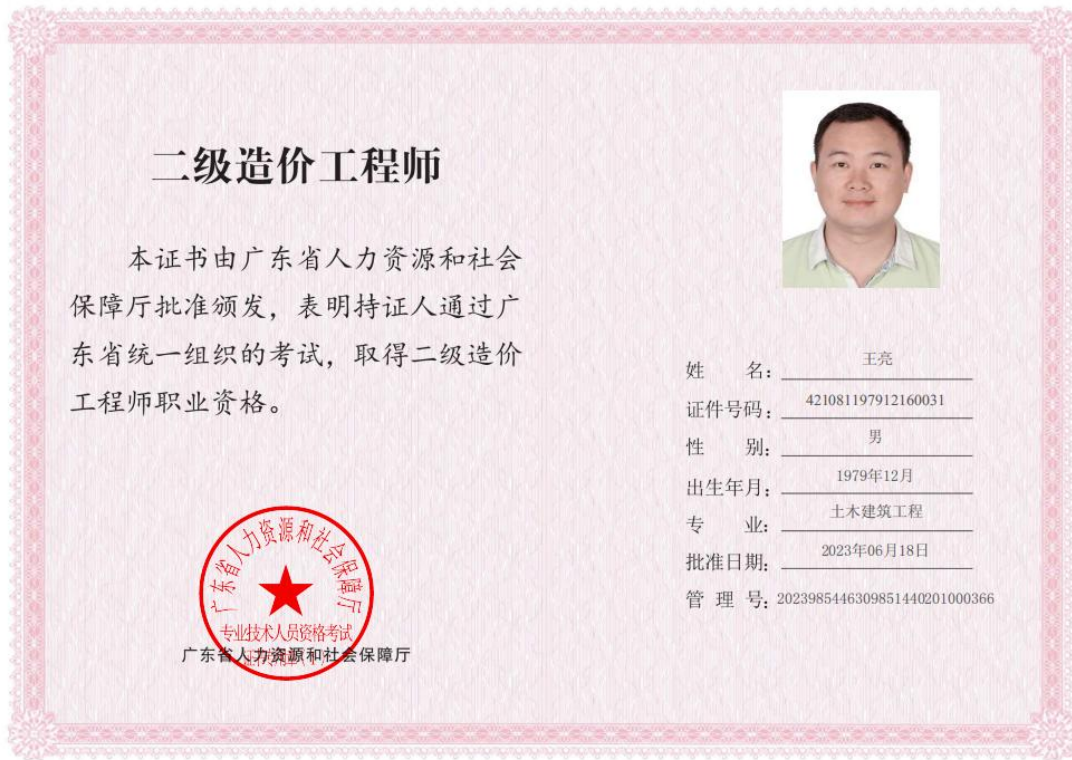 二级造价工程师
本证书由广东省人力资源和社会
保障厅批准颁发，表明持证人通过广
东省统一组织的考试，取得二级造价
工程师职业资格。
广东省人力资源和社会保障厅
专业技术人员资格考试
广东省人力资源和社会保障厅
姓 名：王亮
证件号码：421081197912160031
性 别：男
出生年月：1979年12月
专 业：土木建筑工程
批准日期：2023年06月18日
管 理 号：2023985446309851440201000366